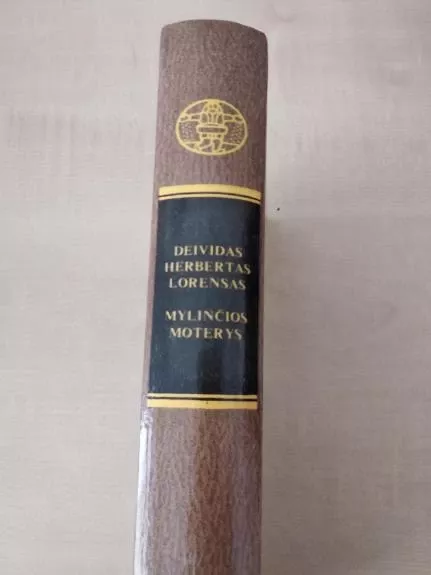 DEIVIDAS
HERBERTAS
LORENSAS
MYLINČIOS
MOTERYS